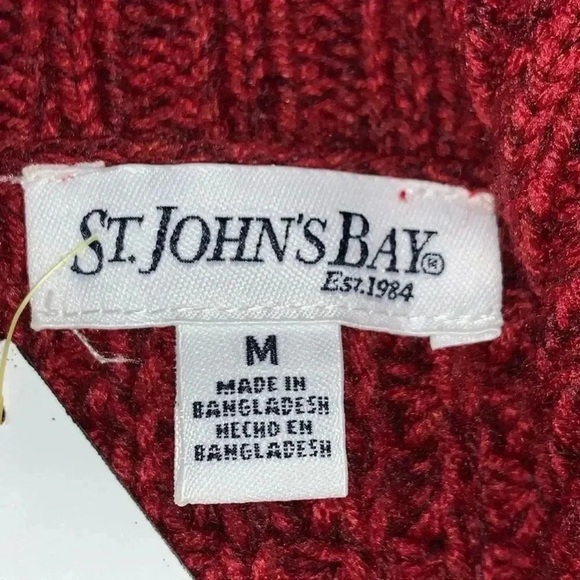 ST. JOHN'S BAY®
EST. 1984
M
MADE IN
BANGLADESH
HECHO EN
BANGLADESH